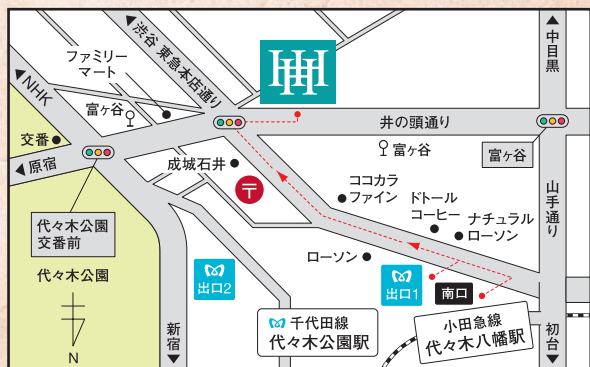 渋谷 東急本店通り
ファミリー
マート
NHK
富ヶ谷
交番
原宿
成城石井
代々木公園
交番前
代々木公園
N
新宿
HH
井の頭通り
富ヶ谷
富ヶ谷
中目黒
山手通り
初台
ココカラ
ファイン
ドトール
コーヒー
ナチュラル
ローソン
ローソン
〒
出口2
出口1
南口
千代田線
代々木公園駅
小田急線
代々木八幡駅